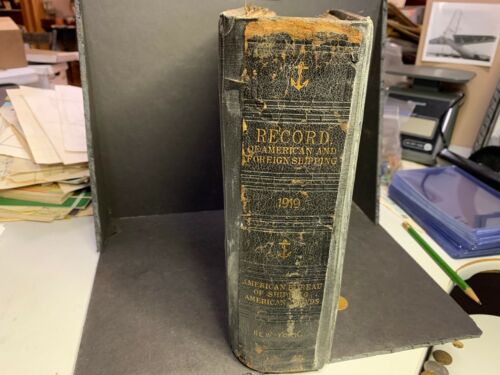 RECORD
OF AMERICAN AND
FOREIGN SHIPPING
1919
AMERICAN BUREAU
OF SHIPPING
AMERICAN LLOYDS
NEW YORK